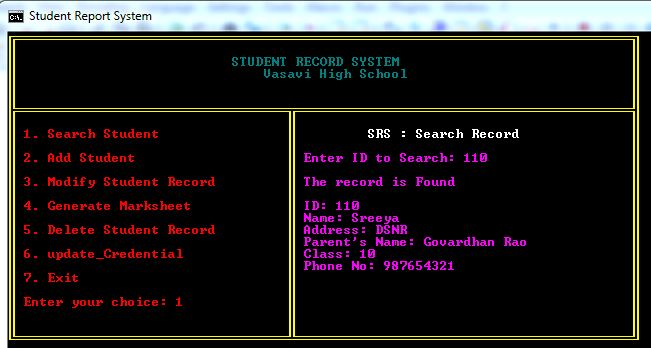 Student Report System
STUDENT RECORD SYSTEM
Vasavi High School
1. Search Student
2. Add Student
3. Modify Student Record
4. Generate Marksheet
5. Delete Student Record
6. update_Credential
7. Exit
Enter your choice: 1
SRS : Search Record
Enter ID to Search: 110
The record is Found
ID: 110
Name: Sreeya
Address: DSNR
Parent's Name: Govardhan Rao
Class: 10
Phone No: 987654321